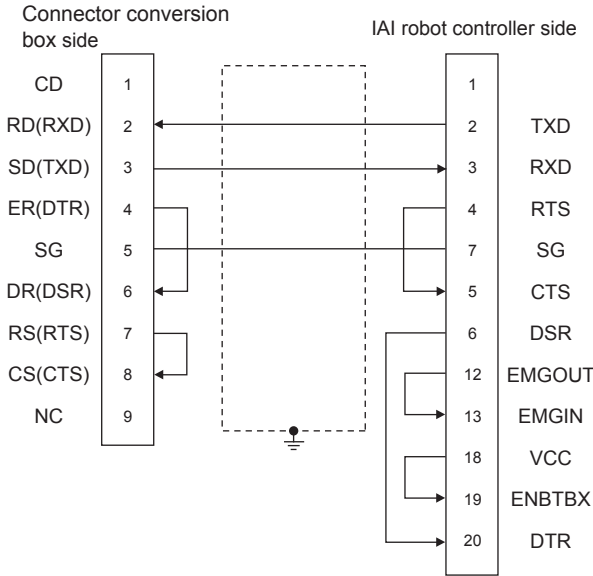 Connector conversion
box side
IAI robot controller side
CD 1 1
RD(RXD) 2 2 TXD
SD(TXD) 3 3 RXD
ER(DTR) 4 4 RTS
SG 5 7 SG
DR(DSR) 6 5 CTS
RS(RTS) 7 6 DSR
CS(CTS) 8 12 EMGOUT
NC 9 13 EMGIN
18 VCC
19 ENBTBX
20 DTR